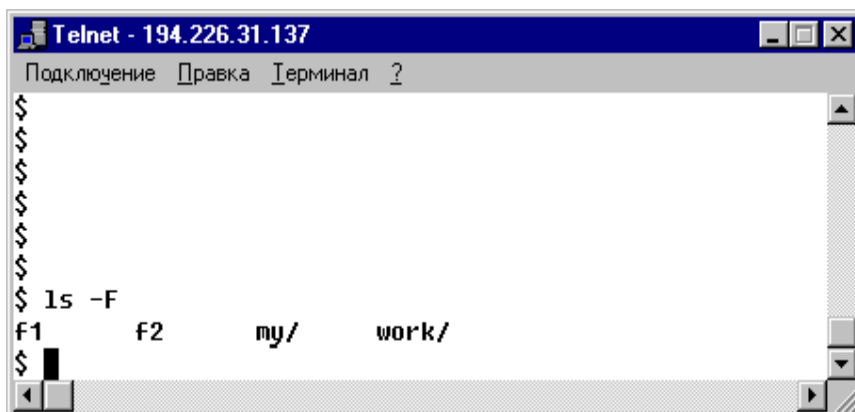 Telnet - 194.226.31.137
Подключение Правка Терминал ?
$
$
$
$
$
$
$ ls -F
f1 f2 my/ work/
$